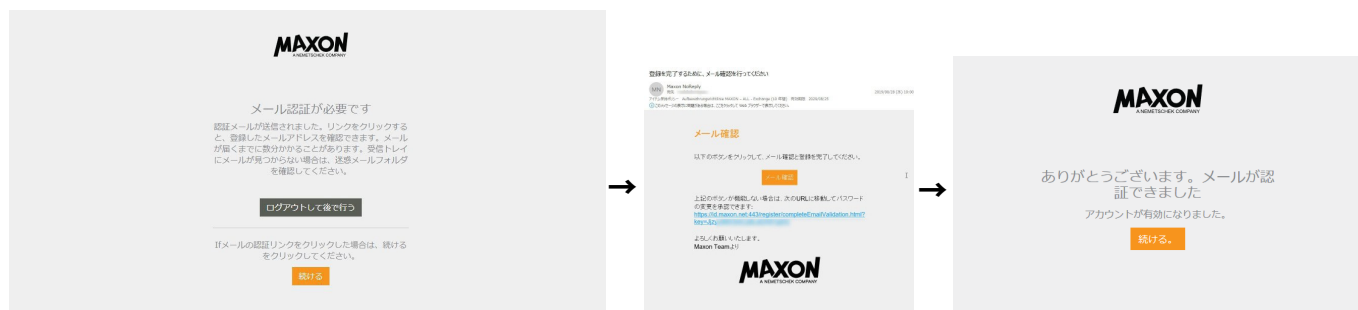 MAXON
A NEMETSCHEK COMPANY
メール認証が必要です
認証メールが送信されました。リンクをクリックする
と、登録したメールアドレスを確認できます。メール
が届くまでに数分かかることがあります。受信トレイ
にメールが見つからない場合は、迷惑メールフォルダ
を確認してください。
ログアウトして後で行う
Ifメールの認証リンクをクリックした場合は、続ける
をクリックしてください。
続ける
登録を完了するために、メール確認を行ってください
Maxon NoReply
メール確認
以下のボタンをクリックして、メール確認と登録を完了してください。
メール確認
上記のボタンが機能しない場合は、次のURLに移動してパスワード
の変更を承認できます:
https://id.maxon.net:443/register/completeEmailValidation.html?
よろしくお願いいたします。
Maxon Teamより
MAXON
A NEMETSCHEK COMPANY
MAXON
A NEMETSCHEK COMPANY
ありがとうございます。メールが認
証できました
アカウントが有効になりました。
続ける。